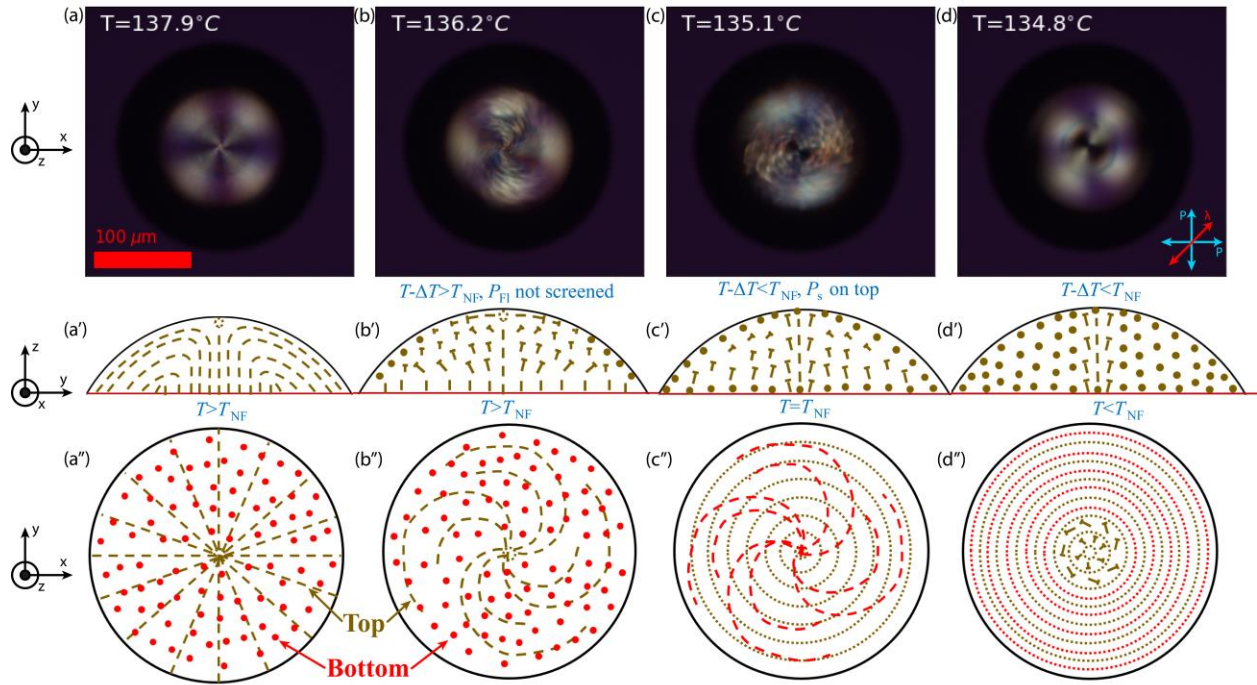 (a) T=137.9°C
(b) T=136.2°C
(c) T=135.1°C
(d) T=134.8°C
y
x
z
100 μm
P
λ
P
T-ΔT>T_NF, P_Fl not screened
T-ΔT<T_NF, P_s on top
T-ΔT<T_NF
(a')
(b')
(c')
(d')
z
y
x
T>T_NF
T>T_NF
T=T_NF
T<T_NF
(a")
(b")
(c")
(d")
y
x
z
Top
Bottom